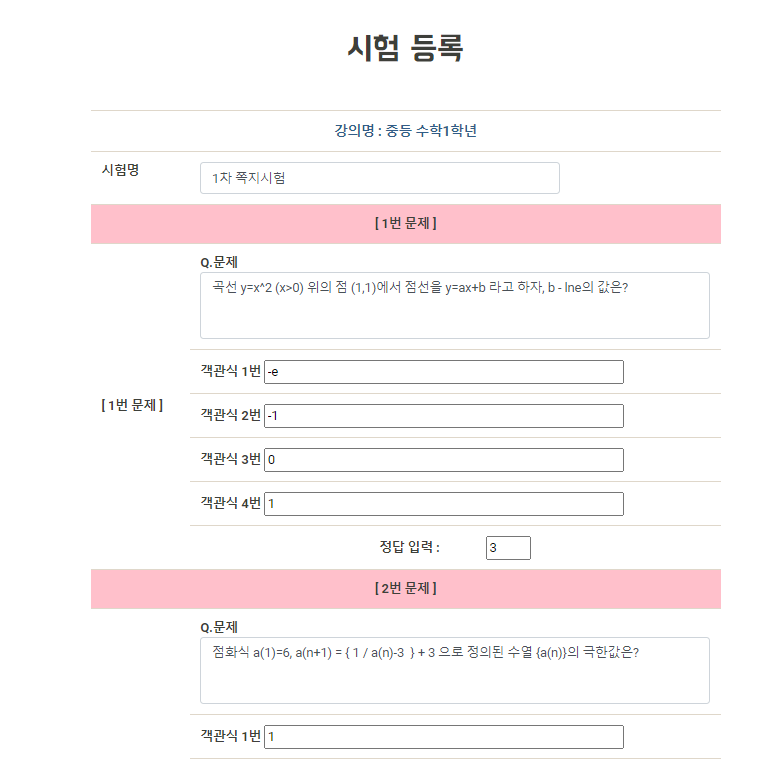 시험 등록
강의명 : 중등 수학1학년
시험명
1차 쪽지시험
[ 1번 문제 ]
Q.문제
곡선 y=x^2 (x>0) 위의 점 (1,1)에서 점선을 y=ax+b 라고 하자, b - lne의 값은?
[ 1번 문제 ]
객관식 1번 -e
객관식 2번 -1
객관식 3번 0
객관식 4번 1
정답 입력 : 3
[ 2번 문제 ]
Q.문제
점화식 a(1)=6, a(n+1) = { 1 / a(n)-3 } + 3 으로 정의된 수열 {a(n)}의 극한값은?
객관식 1번 1